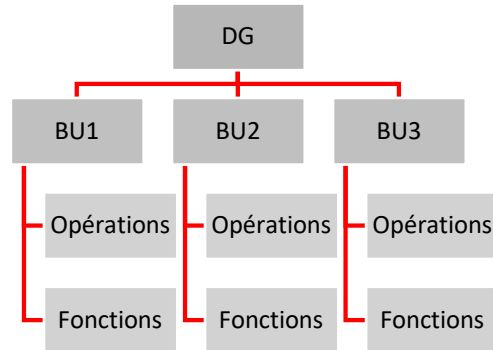 DG
BU1
BU2
BU3
Opérations
Opérations
Opérations
Fonctions
Fonctions
Fonctions